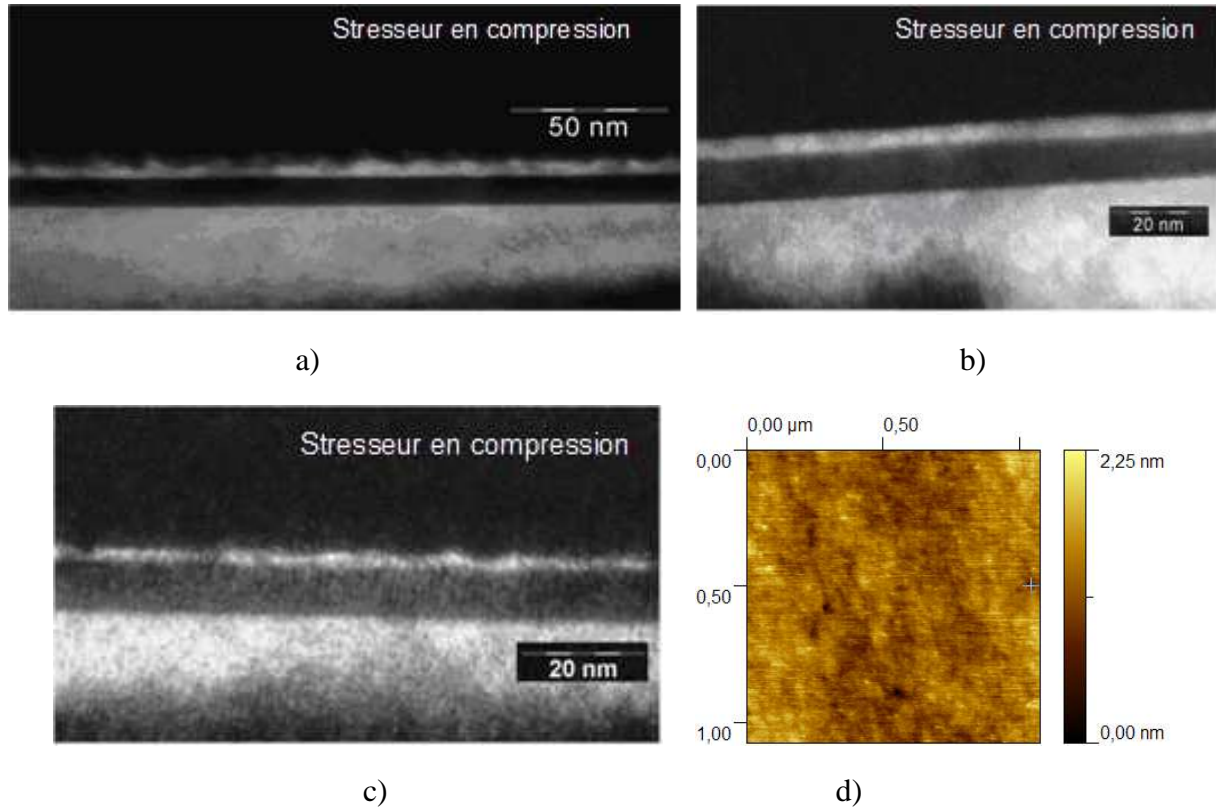 Stresseur en compression
50 nm
a)
Stresseur en compression
20 nm
b)
Stresseur en compression
20 nm
c)
0,00 µm 0,50
0,00
0,50
1,00
2,25 nm
0,00 nm
d)